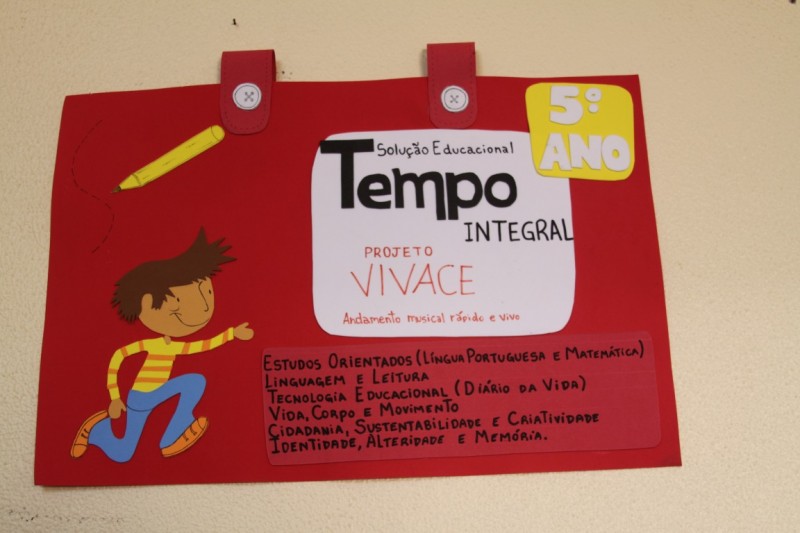 5º
ANO
Solução Educacional
Tempo
INTEGRAL
PROJETO
VIVACE
Andamento musical rápido e vivo
ESTUDOS ORIENTADOS (LÍNGUA PORTUGUESA E MATEMÁTICA)
LINGUAGEM E LEITURA
TECNOLOGIA EDUCACIONAL (DIÁRIO DA VIDA)
VIDA, CORPO E MOVIMENTO
CIDADANIA, SUSTENTABILIDADE E CRIATIVIDADE
IDENTIDADE, ALTERIDADE E MEMÓRIA.